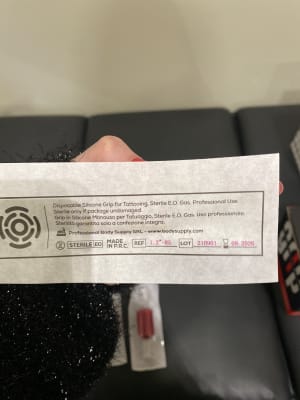 Disposable Silicone Grip for Tattooing, Sterile E.O. Gas. Professional Use
Sterile only if package undamaged.
Grip in Silicone Monouso per Tatuaggio, Sterile E.O. Gas. Uso professionale.
Sterilità garantita solo a confezione integra.
Professional Body Supply SRL - www.bodysupply.com
STERILE EO MADE IN P.R.C. REF LOT